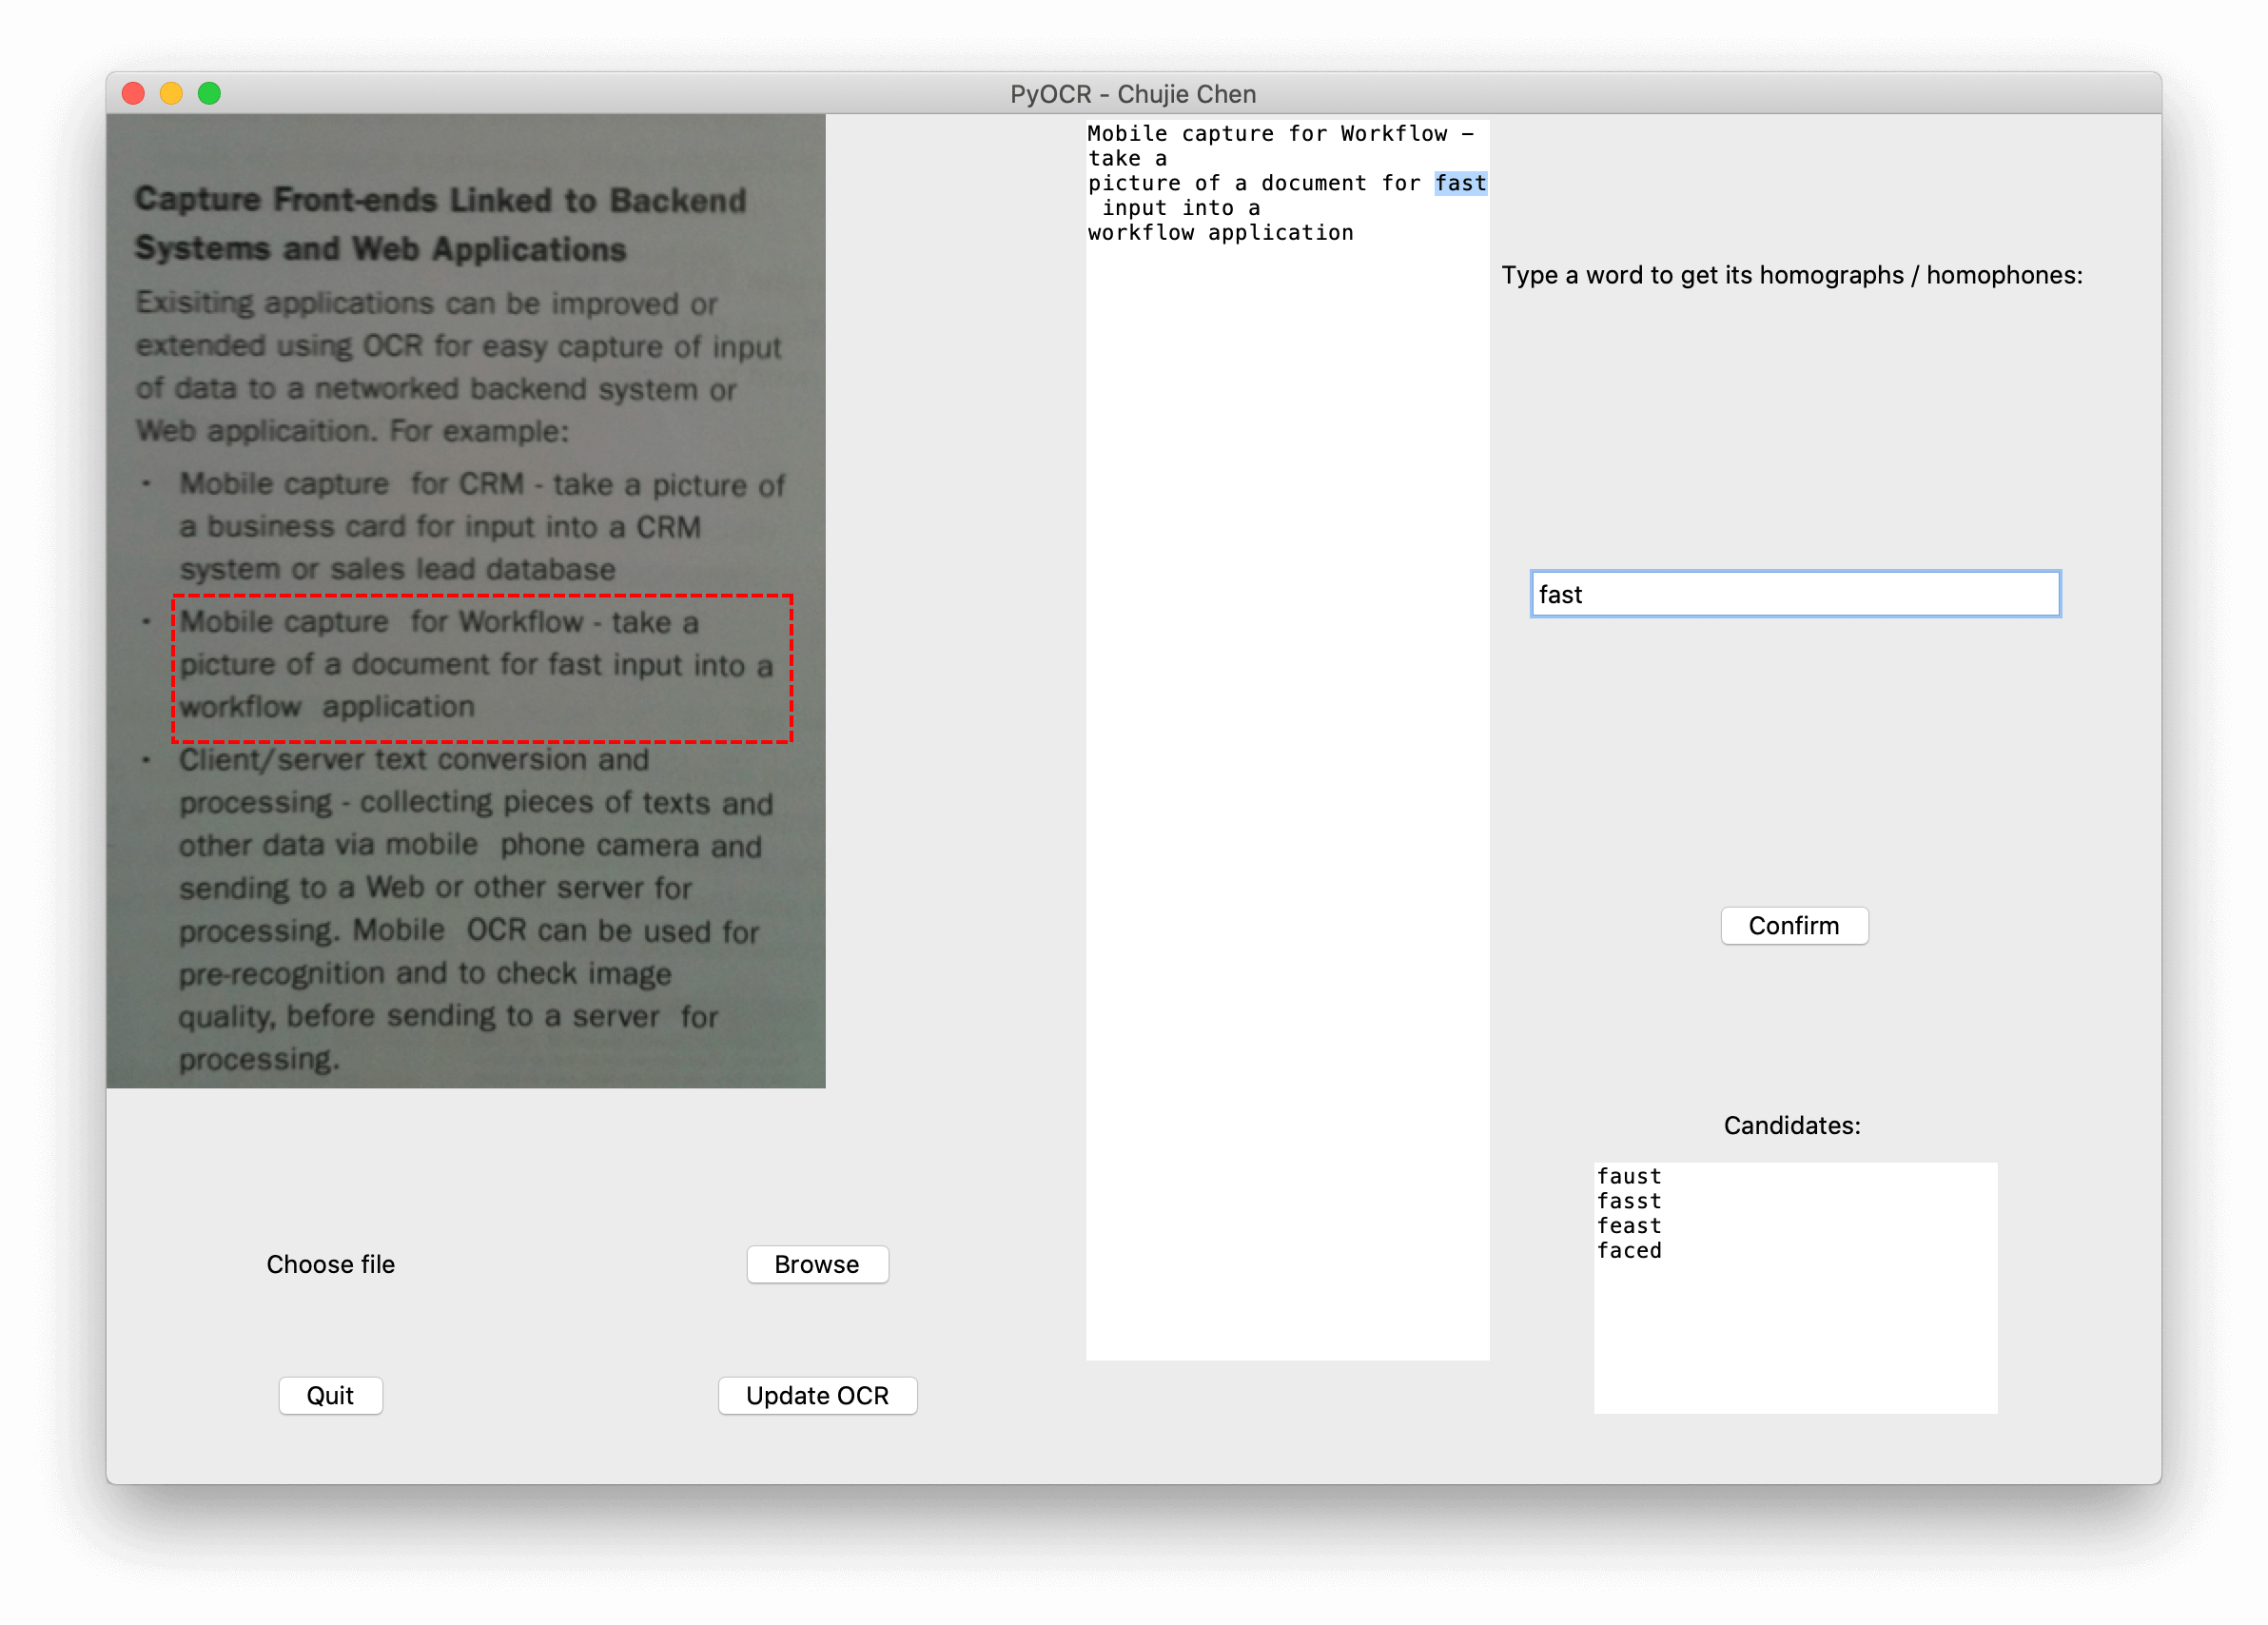 PyOCR - Chujie Chen
Capture Front-ends Linked to Backend
Systems and Web Applications
Exisiting applications can be improved or
extended using OCR for easy capture of input
of data to a networked backend system or
Web applicaition. For example:
• Mobile capture for CRM - take a picture of
a business card for input into a CRM
system or sales lead database
• Mobile capture for Workflow - take a
picture of a document for fast input into a
workflow application
• Client/server text conversion and
processing - collecting pieces of texts and
other data via mobile phone camera and
sending to a Web or other server for
processing. Mobile OCR can be used for
pre-recognition and to check image
quality, before sending to a server for
processing.
Choose file
Browse
Quit
Update OCR
Mobile capture for Workflow –
take a
picture of a document for fast
input into a
workflow application
Type a word to get its homographs / homophones:
fast
Confirm
Candidates:
faust
fasst
feast
faced